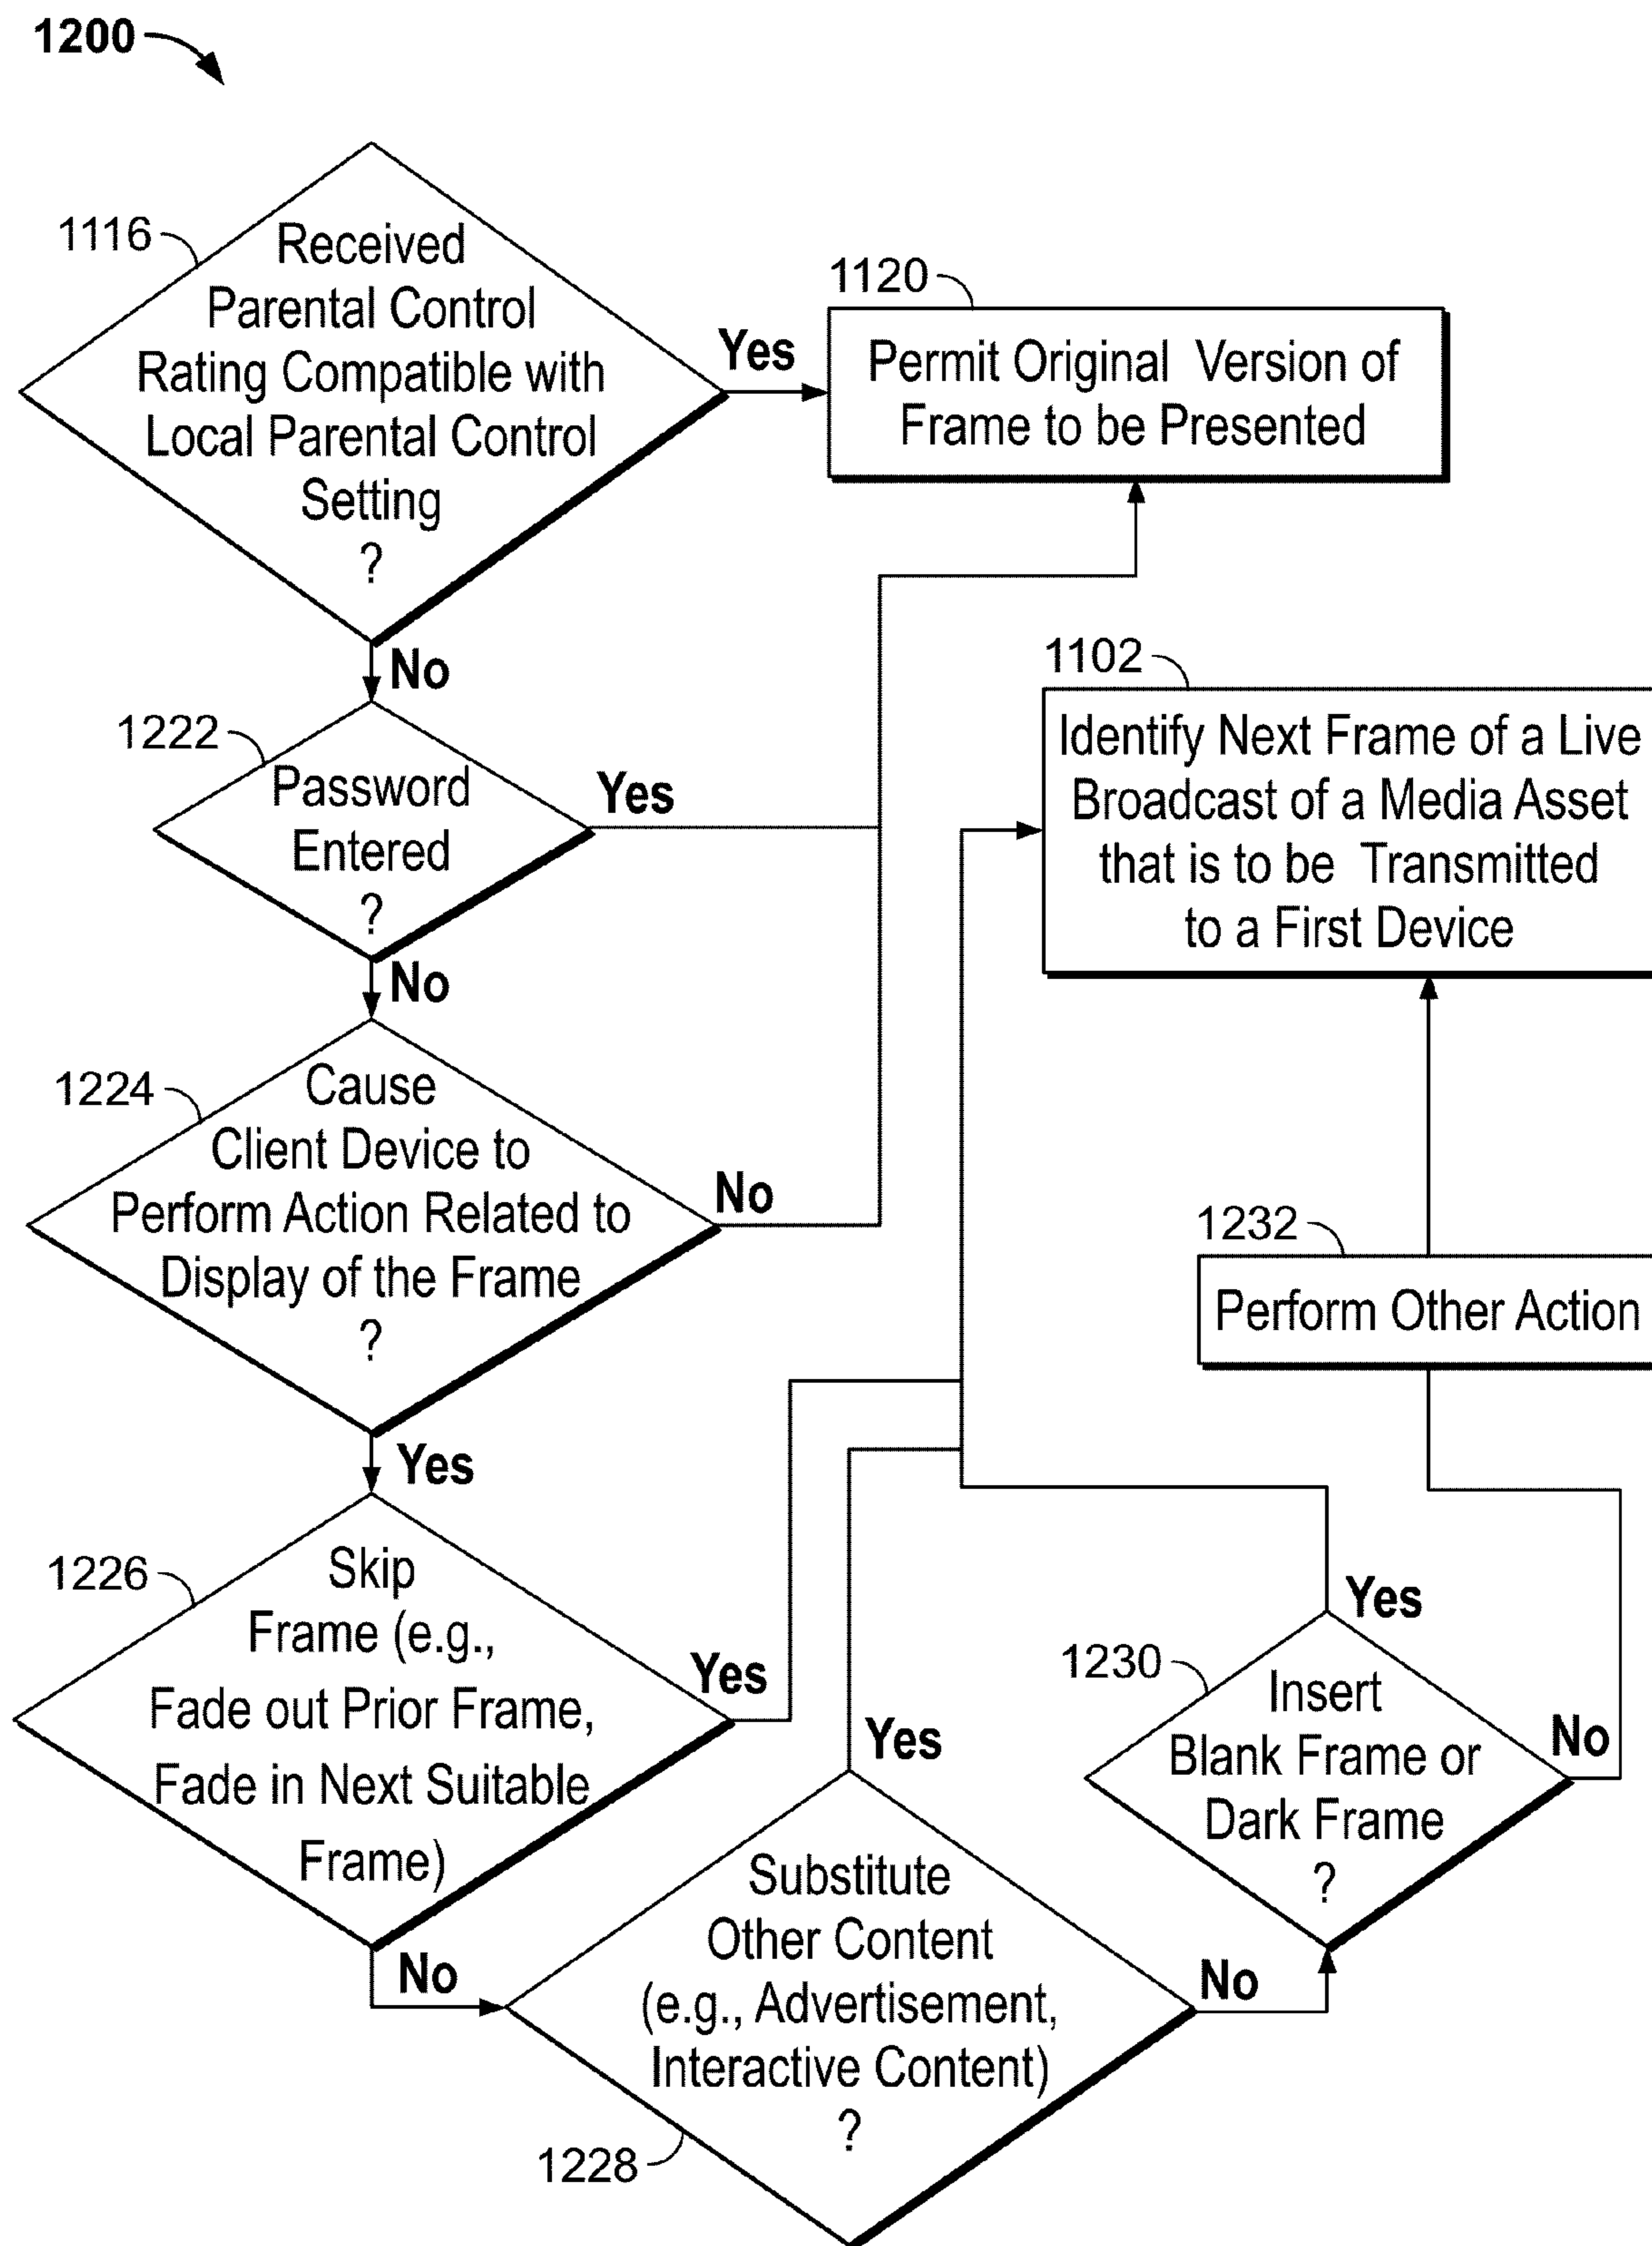 1200
1116
Received
Parental Control
Rating Compatible with
Local Parental Control
Setting
?
Yes
1120
Permit Original Version of
Frame to be Presented
No
1222
Password
Entered
?
Yes
1102
Identify Next Frame of a Live
Broadcast of a Media Asset
that is to be Transmitted
to a First Device
No
1224
Cause
Client Device to
Perform Action Related to
Display of the Frame
?
No
1232
Perform Other Action
Yes
1226
Skip
Frame (e.g.,
Fade out Prior Frame,
Fade in Next Suitable
Frame)
Yes
No
1228
Substitute
Other Content
(e.g., Advertisement,
Interactive Content)
?
Yes
No
1230
Insert
Blank Frame or
Dark Frame
?
Yes
No